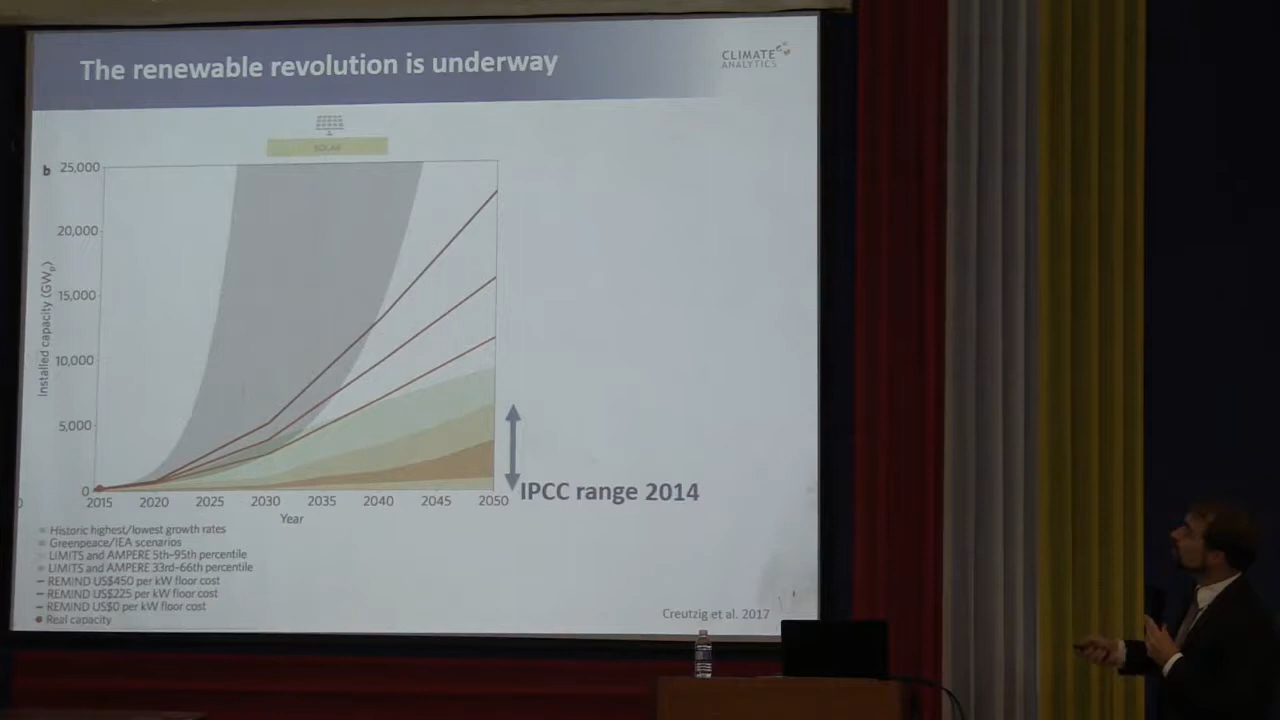 The renewable revolution is underway
CLIMATE
ANALYTICS
SOLAR
b
25,000
20,000
15,000
10,000
5,000
0
Installed capacity (GWp)
2015 2020 2025 2030 2035 2040 2045 2050
Year
IPCC range 2014
Historic highest/lowest growth rates
Greenpeace/IEA scenarios
LIMITS and AMPERE 5th–95th percentile
LIMITS and AMPERE 33rd–66th percentile
REMIND US$450 per kW floor cost
REMIND US$225 per kW floor cost
REMIND US$0 per kW floor cost
Real capacity
Creutzig et al. 2017